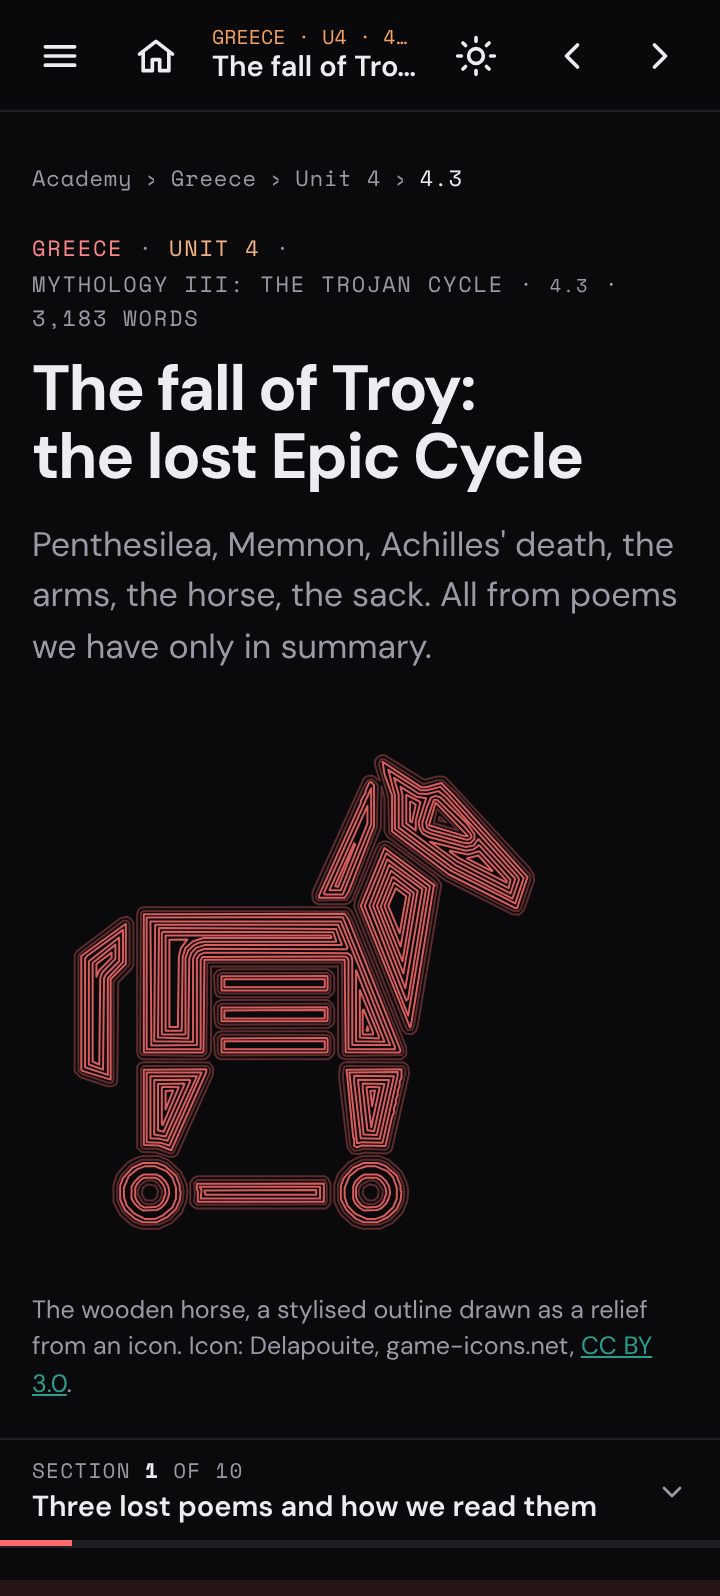 GREECE · U4 · 4…
The fall of Tro…
Academy › Greece › Unit 4 › 4.3
GREECE · UNIT 4 ·
MYTHOLOGY III: THE TROJAN CYCLE · 4.3 ·
3,183 WORDS
The fall of Troy:
the lost Epic Cycle
Penthesilea, Memnon, Achilles' death, the
arms, the horse, the sack. All from poems
we have only in summary.
The wooden horse, a stylised outline drawn as a relief
from an icon. Icon: Delapouite, game-icons.net, CC BY
3.0.
SECTION 1 OF 10
Three lost poems and how we read them